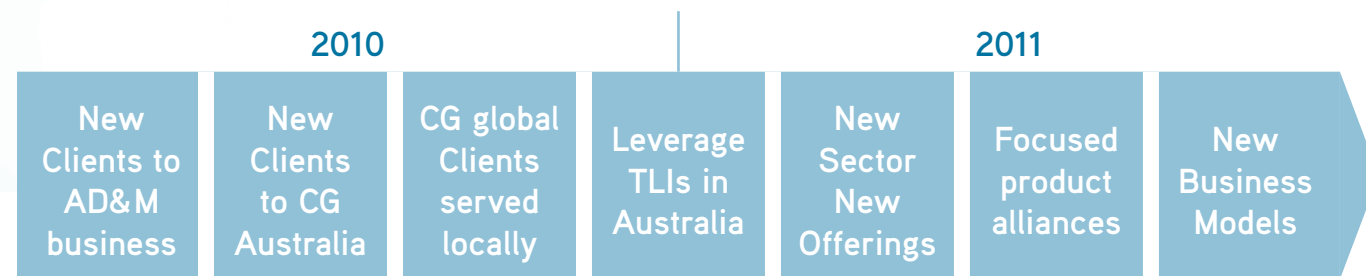 2010
2011
New
Clients to
AD&M
business
New
Clients
to CG
Australia
CG global
Clients
served
locally
Leverage
TLIs in
Australia
New
Sector
New
Offerings
Focused
product
alliances
New
Business
Models